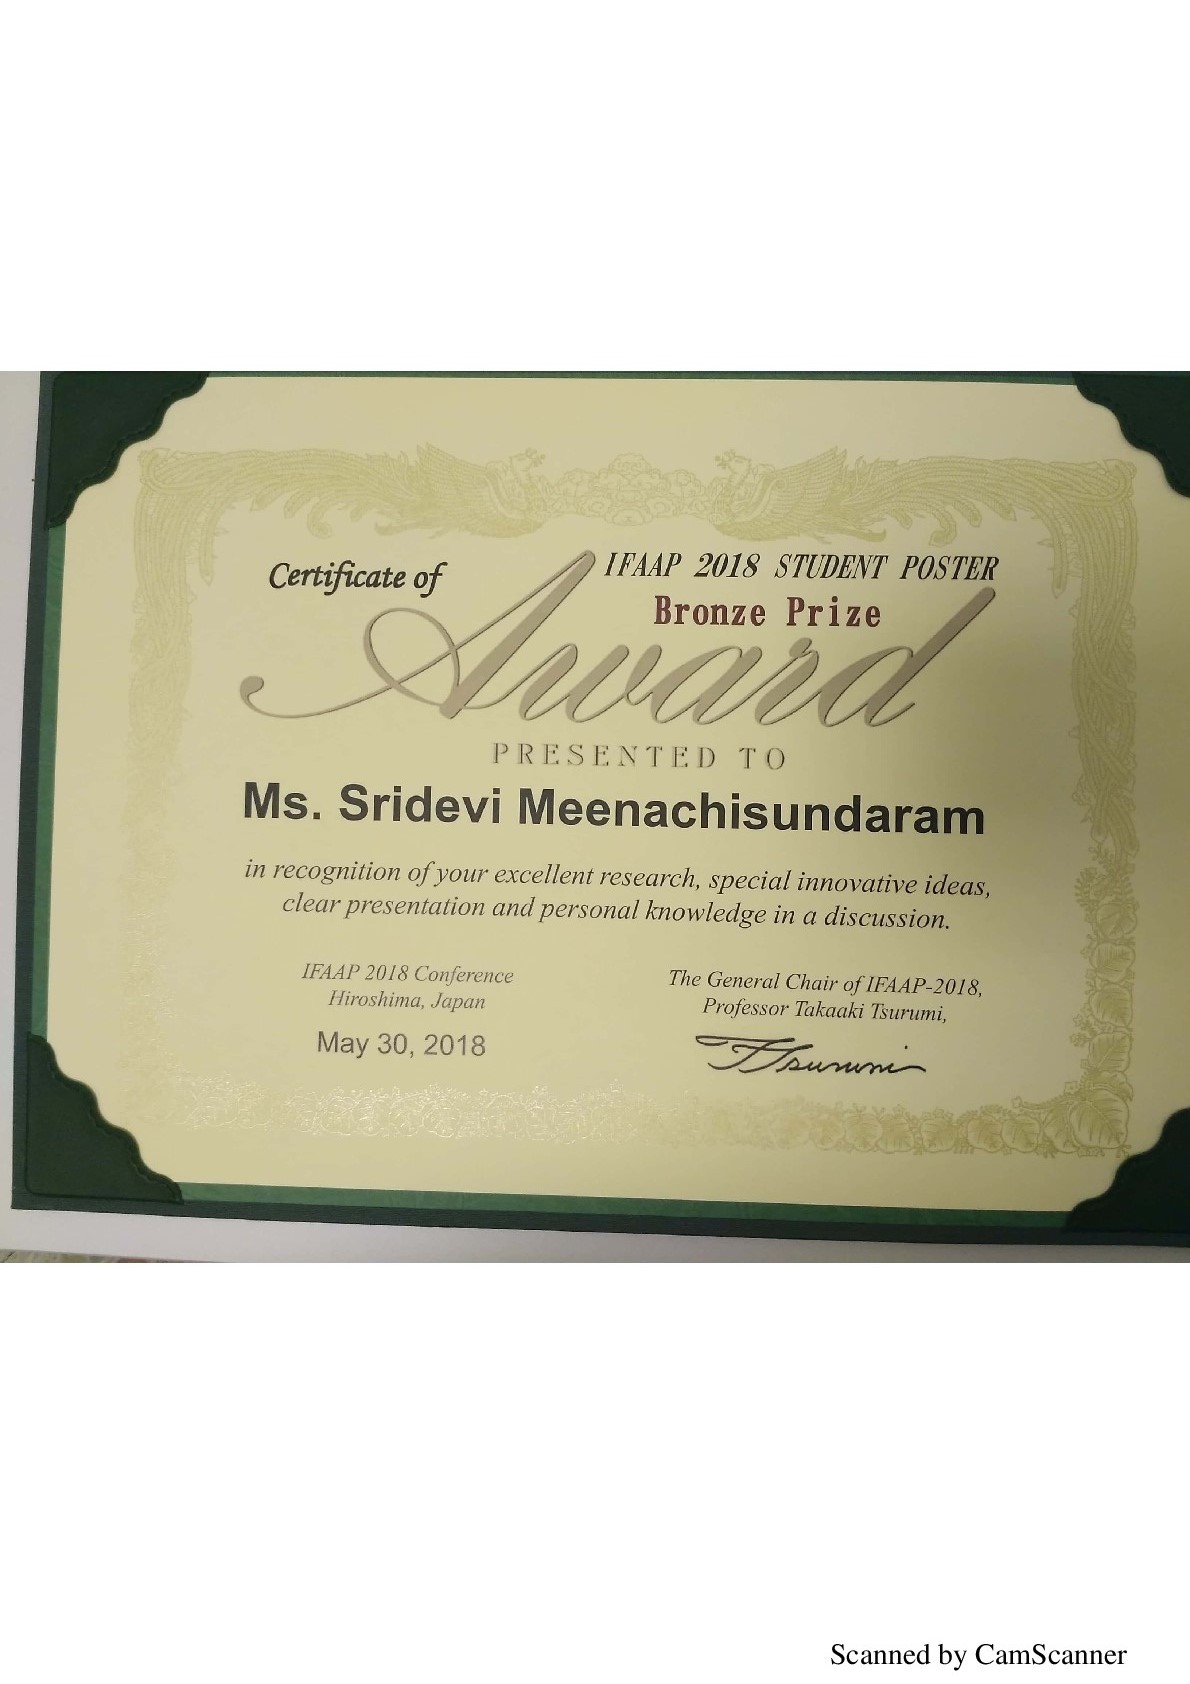 Certificate of
IFAAP 2018 STUDENT POSTER
Bronze Prize
Award
PRESENTED TO
Ms. Sridevi Meenachisundaram
in recognition of your excellent research, special innovative ideas,
clear presentation and personal knowledge in a discussion.
IFAAP 2018 Conference
Hiroshima, Japan
May 30, 2018
The General Chair of IFAAP-2018,
Professor Takaaki Tsurumi,
T Tsurumi
Scanned by CamScanner